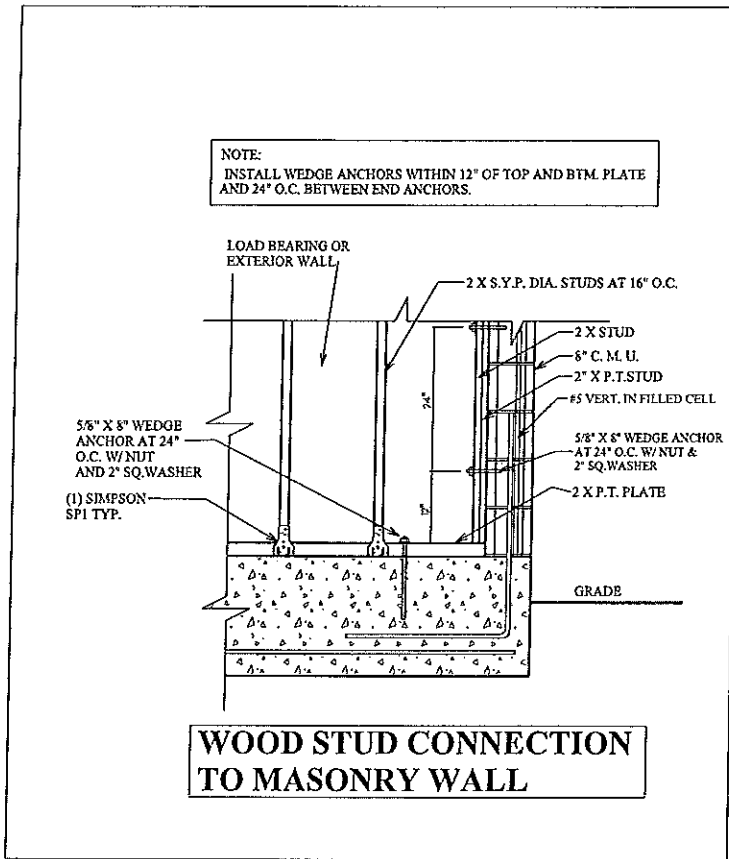 NOTE:
INSTALL WEDGE ANCHORS WITHIN 12" OF TOP AND BTM. PLATE
AND 24" O.C. BETWEEN END ANCHORS.
LOAD BEARING OR
EXTERIOR WALL
2 X S.Y.P. DIA. STUDS AT 16" O.C.
2 X STUD
8" C. M. U.
2" X P.T.STUD
#5 VERT. IN FILLED CELL
24"
5/8" X 8" WEDGE
ANCHOR AT 24"
O.C. W/ NUT
AND 2" SQ.WASHER
5/8" X 8" WEDGE ANCHOR
AT 24" O.C. W/ NUT &
2" SQ.WASHER
12"
(1) SIMPSON
SP1 TYP.
2 X P.T. PLATE
GRADE
WOOD STUD CONNECTION
TO MASONRY WALL